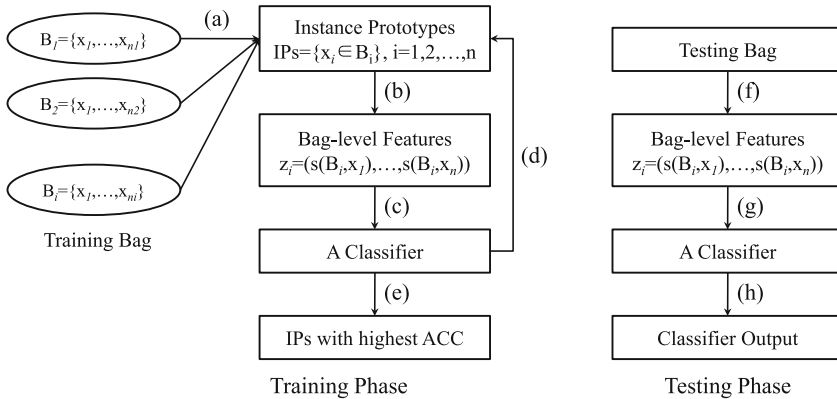 (a)
B1={x1,…,xn1}
B2={x1,…,xn2}
Bi={x1,…,xni}
Training Bag
Instance Prototypes
IPs={xi∈Bi}, i=1,2,…,n
(b)
Bag-level Features
zi=(s(Bi,x1),…,s(Bi,xn))
(c)
(d)
A Classifier
(e)
IPs with highest ACC
Training Phase
Testing Bag
(f)
Bag-level Features
zi=(s(Bi,x1),…,s(Bi,xn))
(g)
A Classifier
(h)
Classifier Output
Testing Phase